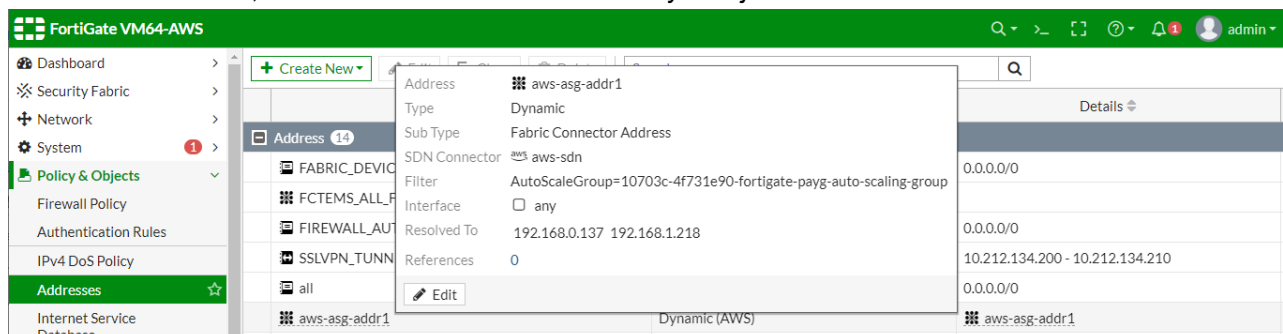 FortiGate VM64-AWS
1
admin
Dashboard
Security Fabric
Network
System 1
Policy & Objects
Firewall Policy
Authentication Rules
IPv4 DoS Policy
Addresses
Internet Service
+ Create New
Details
Address 14
FABRIC_DEVIC
0.0.0.0/0
FCTEMS_ALL_F
FIREWALL_AUT
0.0.0.0/0
SSLVPN_TUNN
10.212.134.200 - 10.212.134.210
all
0.0.0.0/0
aws-asg-addr1 Dynamic (AWS) aws-asg-addr1
Address aws-asg-addr1
Type Dynamic
Sub Type Fabric Connector Address
SDN Connector aws aws-sdn
Filter AutoScaleGroup=10703c-4f731e90-fortigate-payg-auto-scaling-group
Interface any
Resolved To 192.168.0.137 192.168.1.218
References 0
Edit